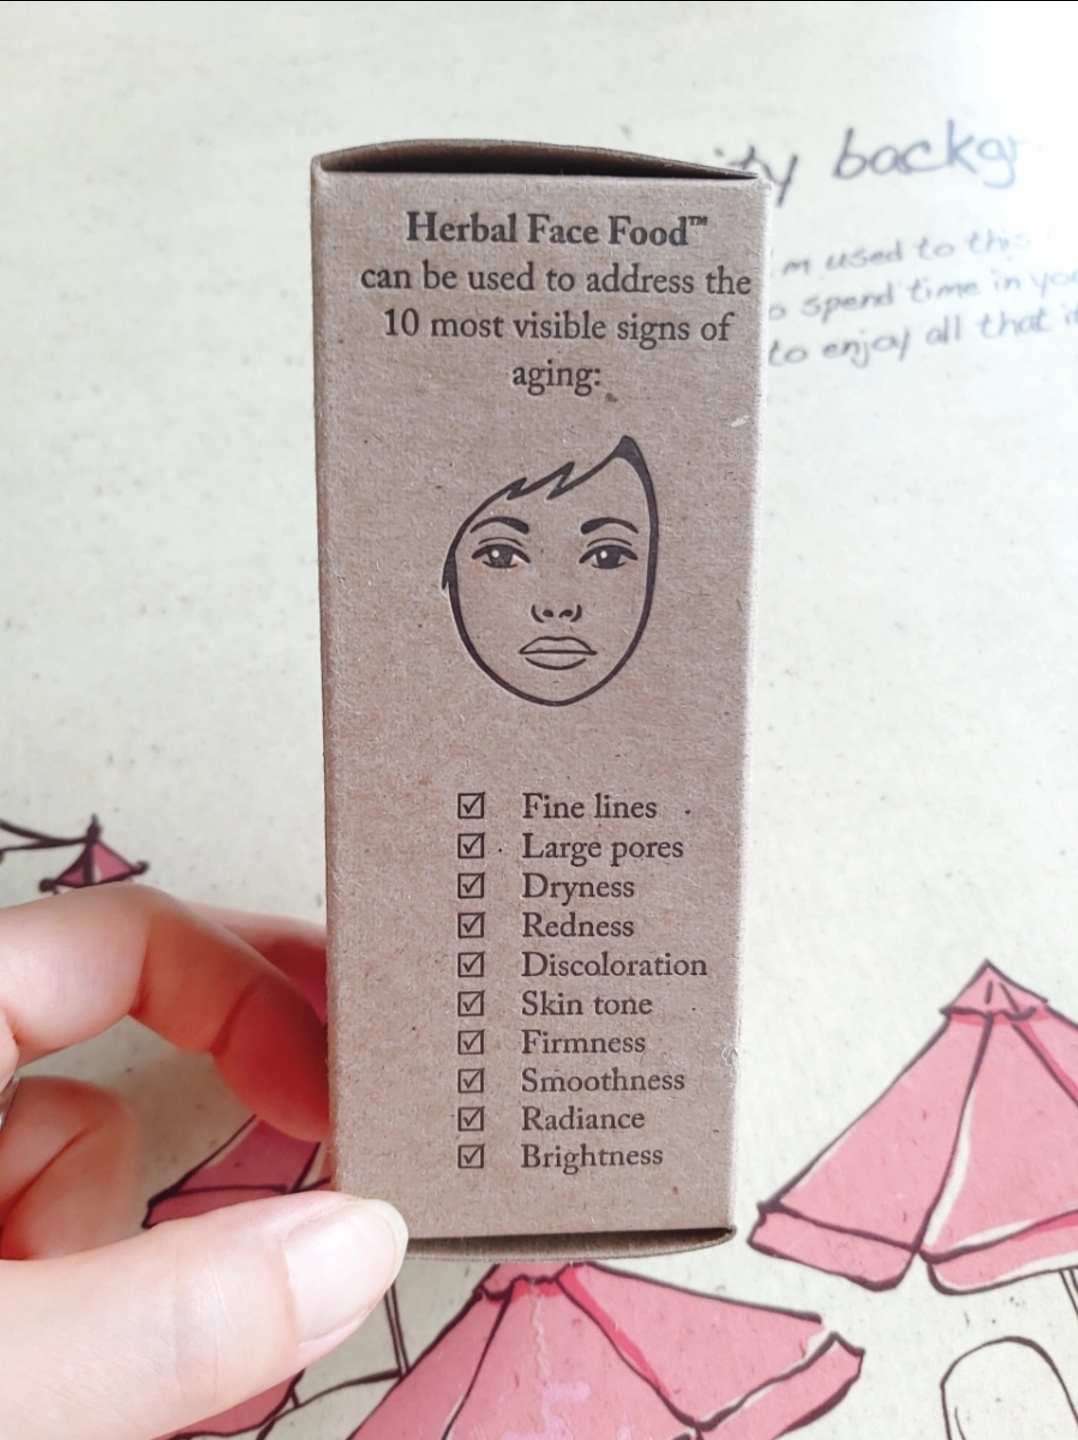 Herbal Face Food™
can be used to address the
10 most visible signs of
aging:
Fine lines
Large pores
Dryness
Redness
Discoloration
Skin tone
Firmness
Smoothness
Radiance
Brightness
used to this
spend time in
to enjoy all that